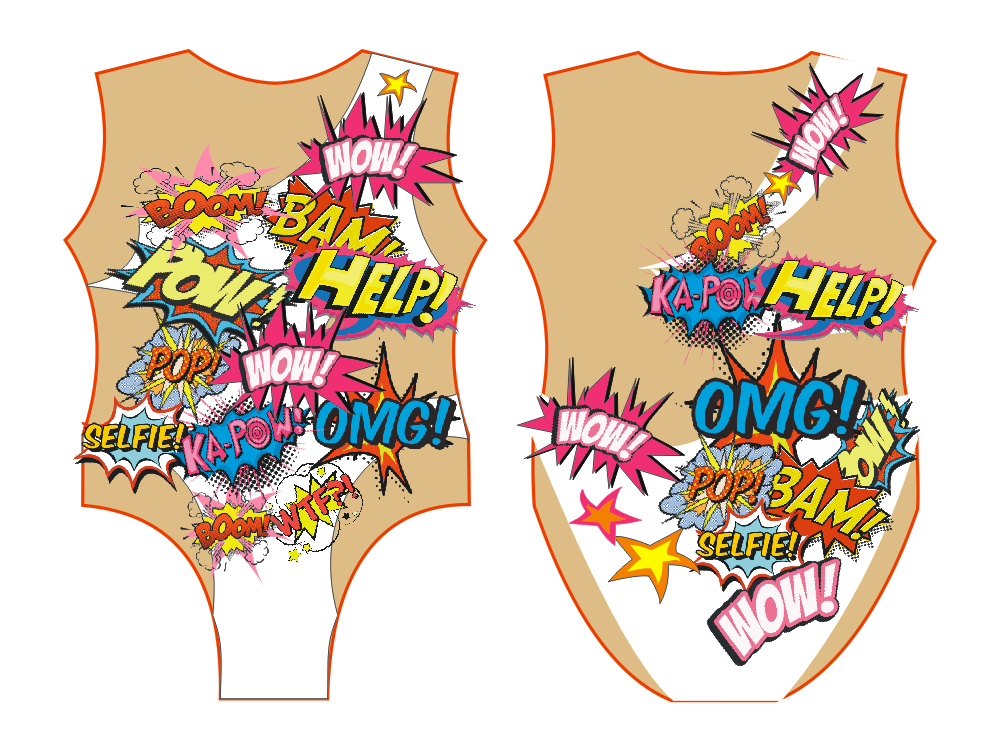 WOW!
BOOM!
BAM!
POW!
HELP!
POP!
WOW!
SELFIE!
KA-POW!
OMG!
BOOM!
WTF?!
WOW!
BOOM!
KA-POW
HELP!
OMG!
WOW!
POW
POP!
BAM!
SELFIE!
WOW!